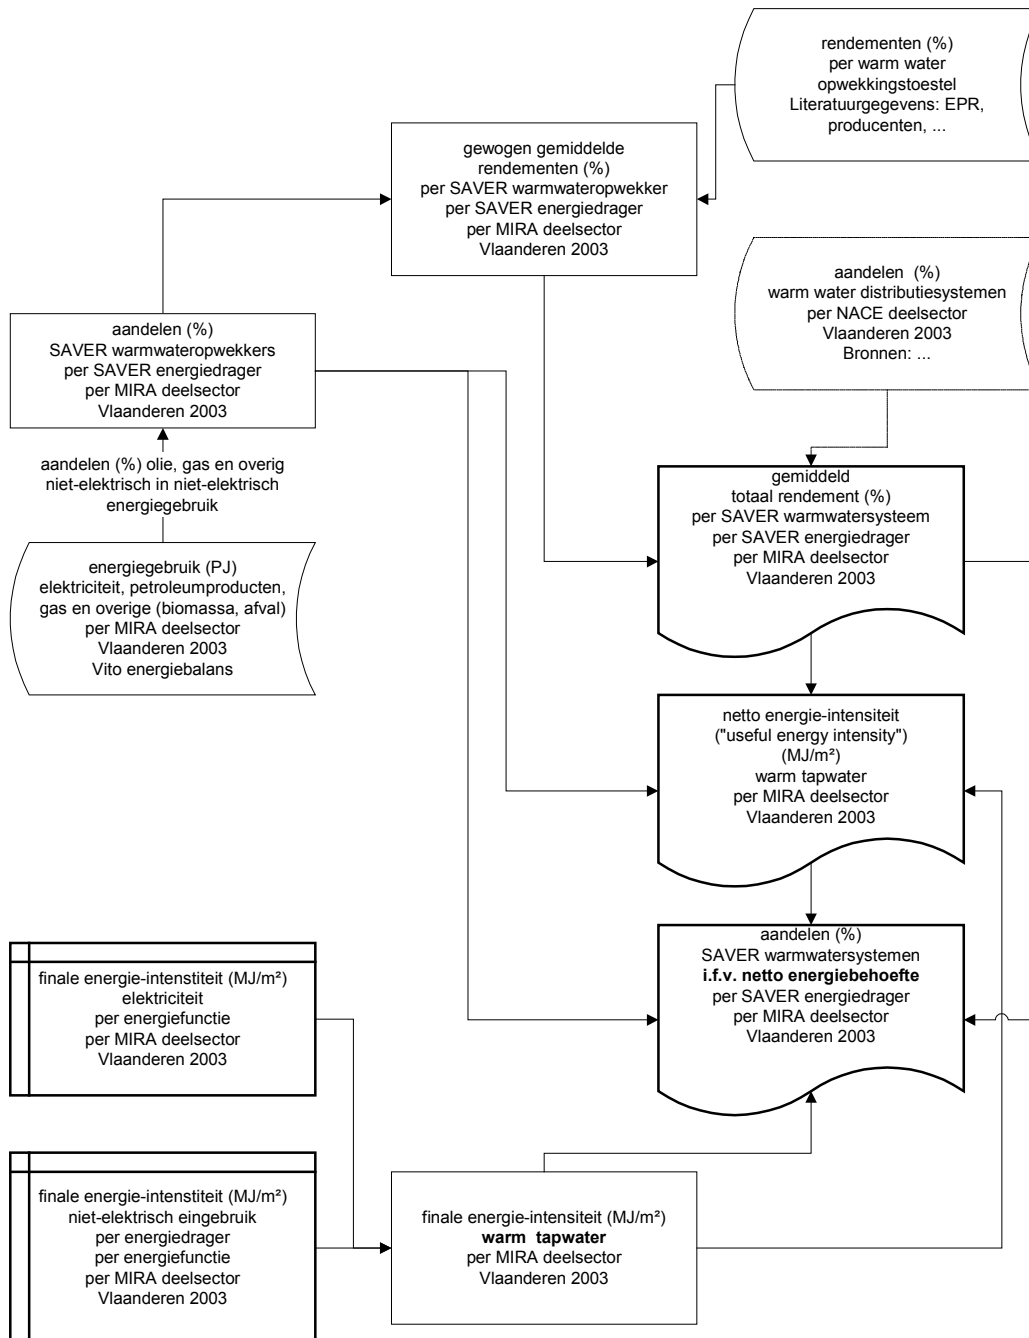 rendementen (%)
per warm water
opwekkingstoestel
Literatuurgegevens: EPR,
producenten, ...
gewogen gemiddelde
rendementen (%)
per SAVER warmwateropwekker
per SAVER energiedrager
per MIRA deelsector
Vlaanderen 2003
aandelen (%)
warm water distributiesystemen
per NACE deelsector
Vlaanderen 2003
Bronnen: ...
aandelen (%)
SAVER warmwateropwekkers
per SAVER energiedrager
per MIRA deelsector
Vlaanderen 2003
aandelen (%) olie, gas en overig
niet-elektrisch in niet-elektrisch
energiegebruik
energiegebruik (PJ)
elektriciteit, petroleumproducten,
gas en overige (biomassa, afval)
per MIRA deelsector
Vlaanderen 2003
Vito energiebalans
gemiddeld
totaal rendement (%)
per SAVER warmwatersysteem
per SAVER energiedrager
per MIRA deelsector
Vlaanderen 2003
netto energie-intensiteit
("useful energy intensity")
(MJ/m²)
warm tapwater
per MIRA deelsector
Vlaanderen 2003
aandelen (%)
SAVER warmwatersystemen
i.f.v. netto energiebehoefte
per SAVER energiedrager
per MIRA deelsector
Vlaanderen 2003
finale energie-intenstiteit (MJ/m²)
elektriciteit
per energiefunctie
per MIRA deelsector
Vlaanderen 2003
finale energie-intenstiteit (MJ/m²)
niet-elektrisch eingebruik
per energiedrager
per energiefunctie
per MIRA deelsector
Vlaanderen 2003
finale energie-intensiteit (MJ/m²)
warm tapwater
per MIRA deelsector
Vlaanderen 2003